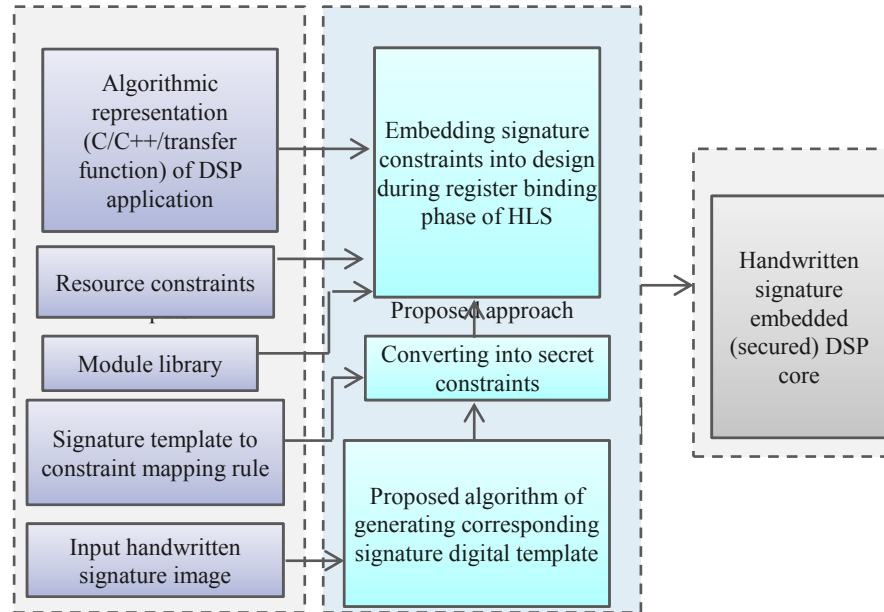 Algorithmic
representation
(C/C++/transfer
function) of DSP
application
Resource constraints
Module library
Signature template to
constraint mapping rule
Input handwritten
signature image
Embedding signature
constraints into design
during register binding
phase of HLS
Proposed approach
Converting into secret
constraints
Proposed algorithm of
generating corresponding
signature digital template
Handwritten
signature
embedded
(secured) DSP
core